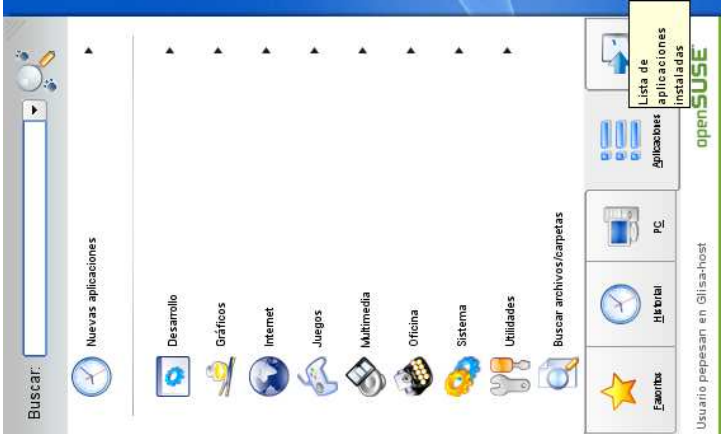 Buscar:
Nuevas aplicaciones
Desarrollo
Gráficos
Internet
Juegos
Multimedia
Oficina
Sistema
Utilidades
Buscar archivos/carpetas
Favoritos
Historial
PC
Aplicaciones
Lista de
aplicaciones
instaladas
Usuario pepesan en Glisa-host
openSUSE